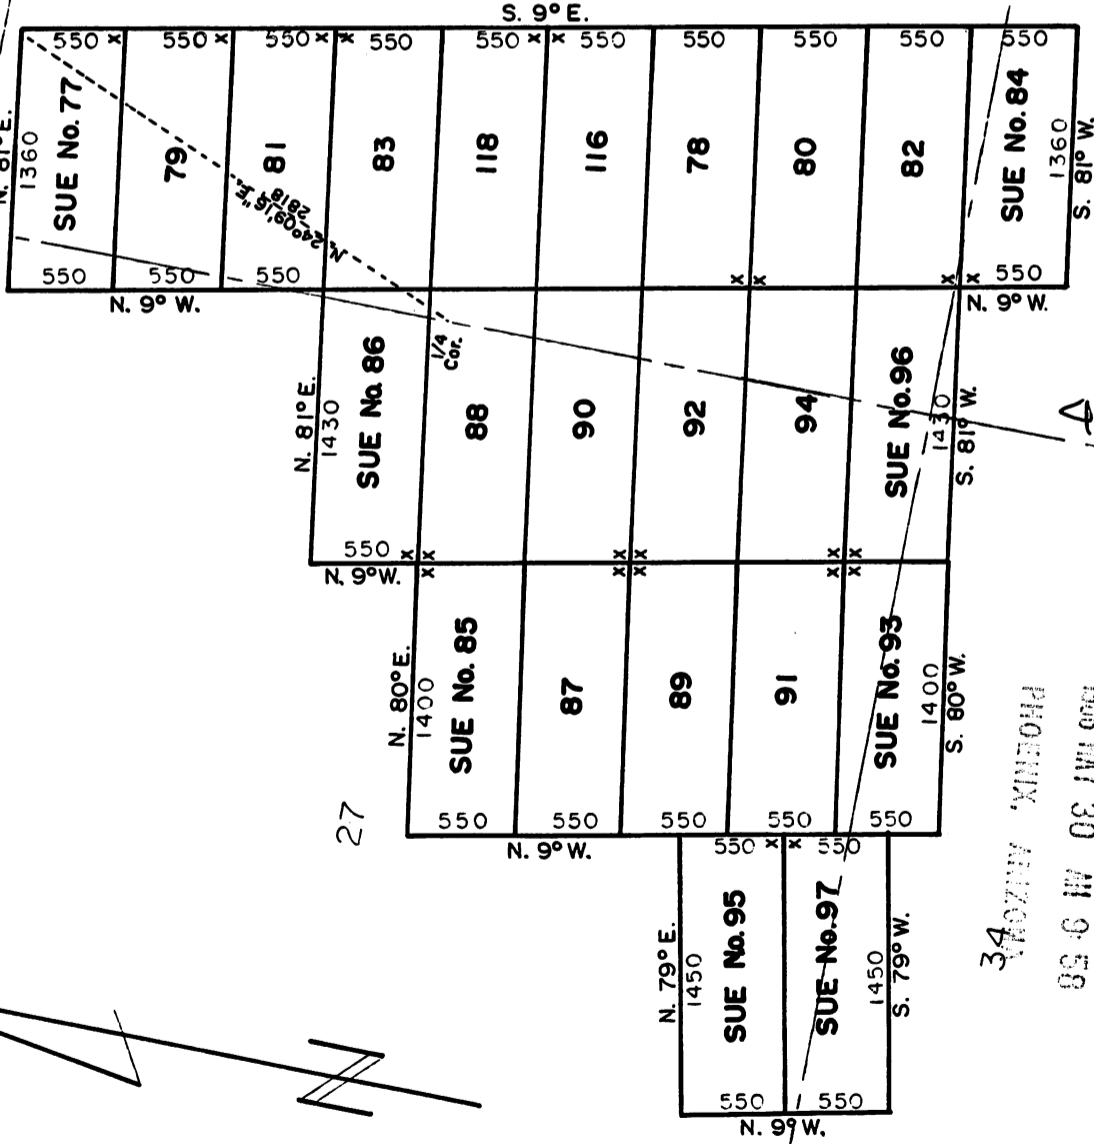 S. 9° E.
550 x 550 x 550 x x 550 550 x x 550 550 550 550 550
N. 81° E.
1360
SUE No. 77
79
81
83
118
116
78
80
82
SUE No. 84
1360
S. 81° W.
N. 24° 09' 16" E.
2818
550 550 550 x x x x 550
N. 9° W.
N. 9° W.
1/4
Cor.
N. 81° E.
1430
SUE No. 86
88
90
92
94
SUE No. 96
1430
S. 81° W.
550 x x x x x x x
N. 9° W.
x x x x x
N. 80° E.
1400
SUE No. 85
87
89
91
SUE No. 93
1400
S. 80° W.
27
34
PHOENIX, ARIZONA
30
550 550 550 550 550
N. 9° W.
550 x x 550
N. 79° E.
1450
SUE No. 95
SUE No. 97
1450
S. 79° W.
550 550
N. 9° W.
N